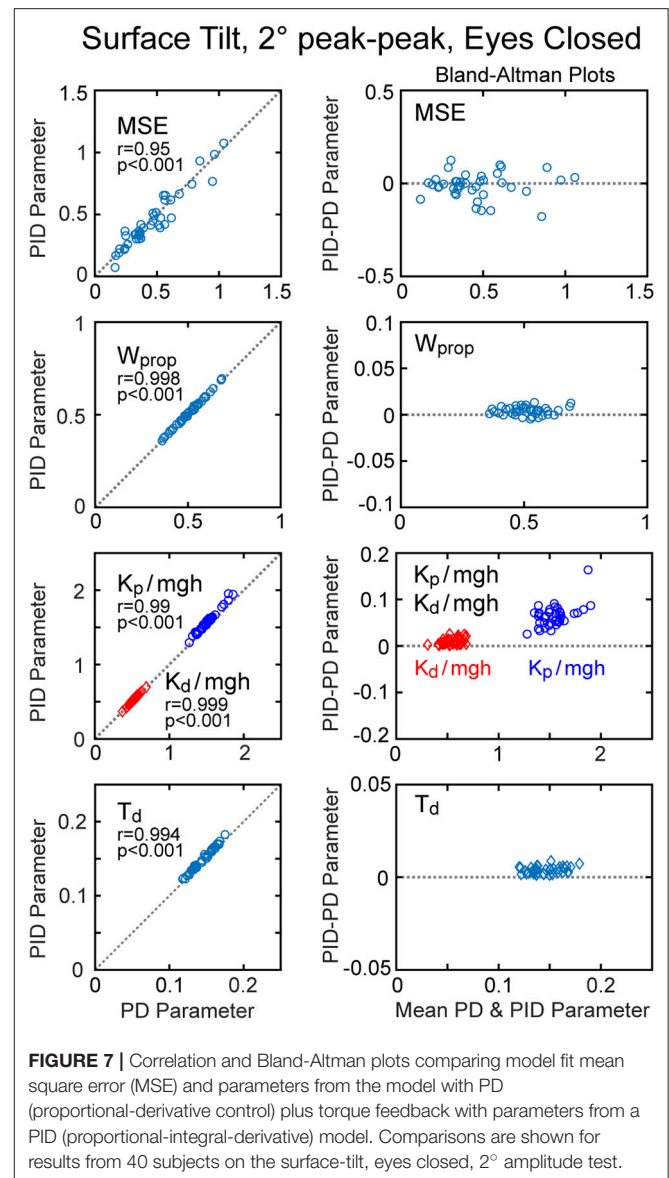 Surface Tilt, 2° peak-peak, Eyes Closed
Bland-Altman Plots
1.5
1
0.5
0
PID Parameter
MSE
r=0.95
p<0.001
0
0.5
1
1.5
0.5
0
-0.5
PID-PD Parameter
MSE
0
0.5
1
1.5
1
0.5
0
PID Parameter
Wprop
r=0.998
p<0.001
0
0.5
1
0.1
0.05
0
-0.05
-0.1
PID-PD Parameter
Wprop
0
0.5
1
2
1
0
PID Parameter
Kp/mgh
r=0.99
p<0.001
Kd/mgh
r=0.999
p<0.001
0
1
2
0.2
0.1
0
-0.1
-0.2
PID-PD Parameter
Kp/mgh
Kd/mgh
Kd/mgh
Kp/mgh
0
1
2
0.2
0.1
0
PID Parameter
Td
r=0.994
p<0.001
0
0.1
0.2
PD Parameter
0.05
0
-0.05
PID-PD Parameter
Td
0
0.1
0.2
Mean PD & PID Parameter
FIGURE 7 | Correlation and Bland-Altman plots comparing model fit mean
square error (MSE) and parameters from the model with PD
(proportional-derivative control) plus torque feedback with parameters from a
PID (proportional-integral-derivative) model. Comparisons are shown for
results from 40 subjects on the surface-tilt, eyes closed, 2° amplitude test.